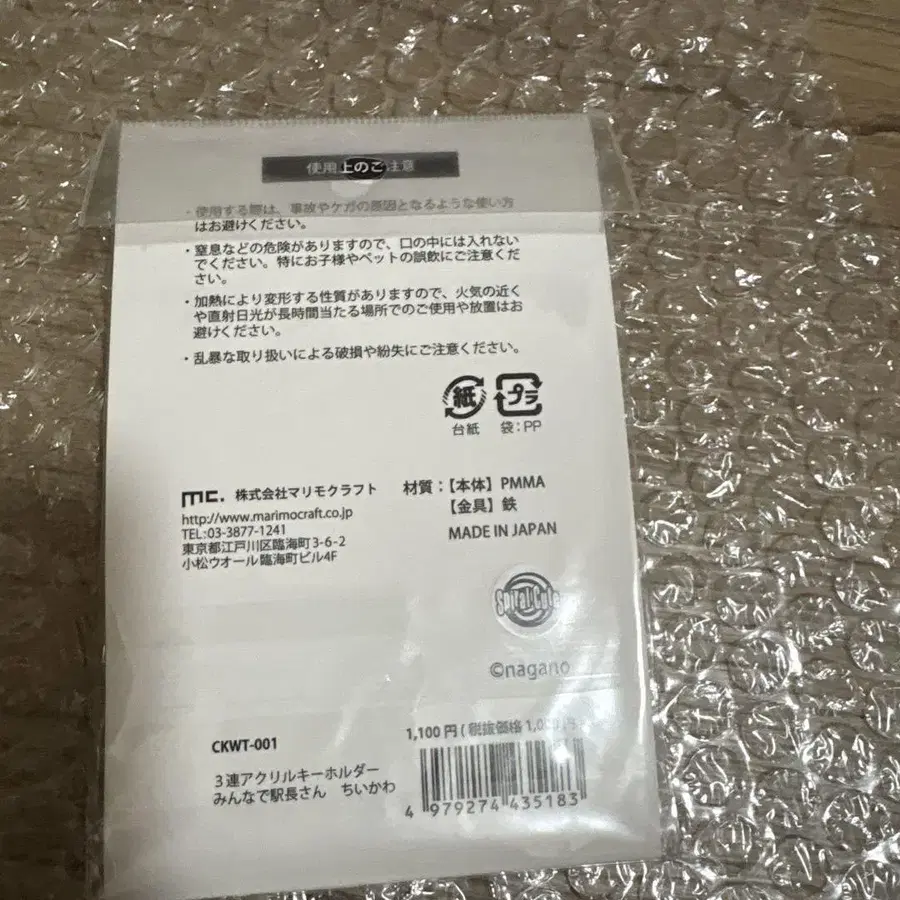 使用上のご注意
・使用する際は、事故やケガの原因となるような使い方
はお避けください。
・窒息などの危険がありますので、口の中には入れない
でください。特にお子様やペットの誤飲にご注意くだ
さい。
・加熱により変形する性質がありますので、火気の近く
や直射日光が長時間当たる場所でのご使用や放置はお
避けください。
・乱暴な取り扱いによる破損や紛失にご注意ください。
紙 プラ
台紙 袋：PP
mc. 株式会社マリモクラフト
http://www.marimocraft.co.jp
TEL:03-3877-1241
東京都江戸川区臨海町3-6-2
小松ウオール臨海町ビル4F
材質：【本体】PMMA
【金具】鉄
MADE IN JAPAN
Spiral Cute
©nagano
CKWT-001
3連アクリルキーホルダー
みんなで駅長さん ちいかわ
1,100円(税抜価格1,000円)
4 979274 435183